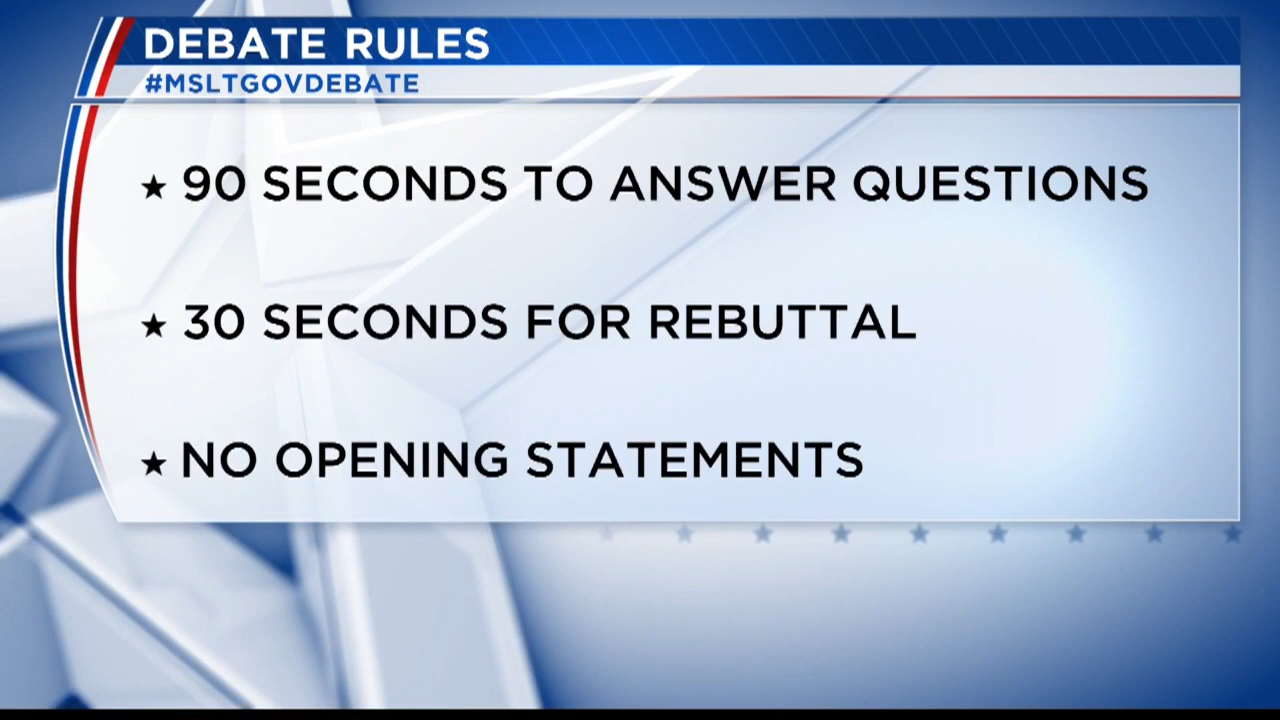 DEBATE RULES
#MSLTGOVDEBATE
★ 90 SECONDS TO ANSWER QUESTIONS
★ 30 SECONDS FOR REBUTTAL
★ NO OPENING STATEMENTS